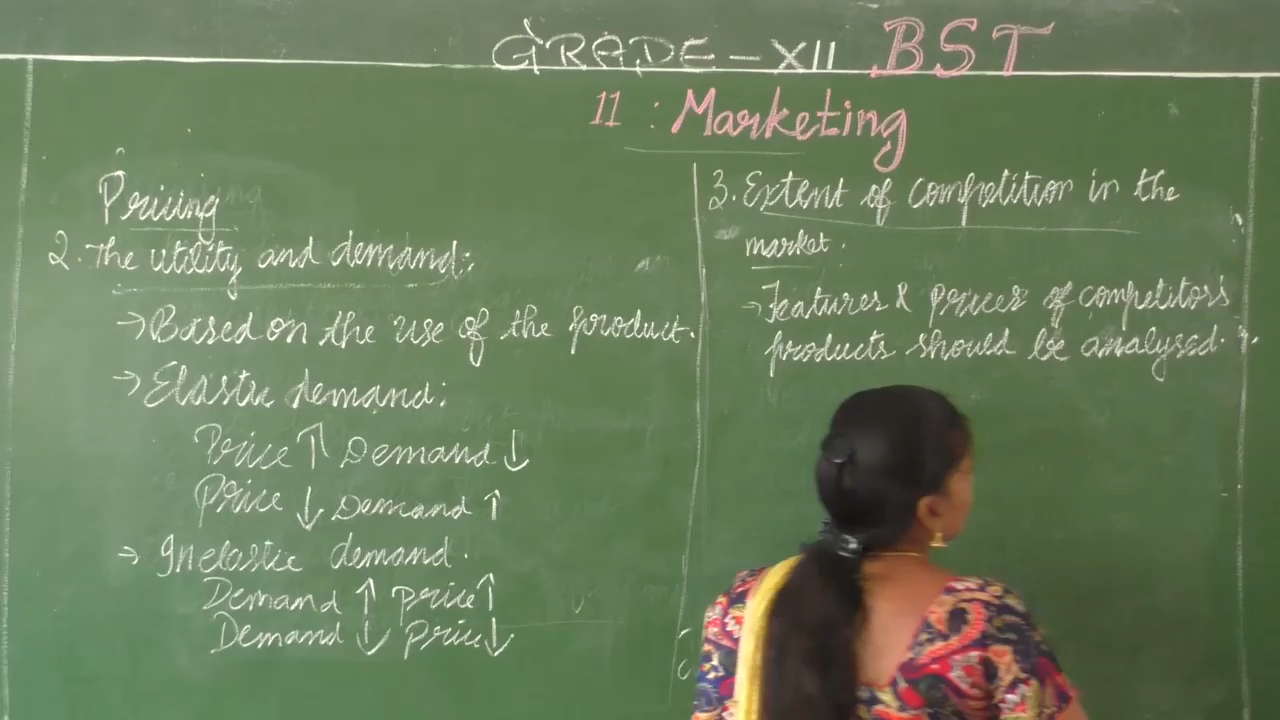 GRADE - XII BST
11 : Marketing
Pricing
2. The utility and demand:
→ Based on the use of the product.
→ Elastic demand:
Price ↑ Demand ↓
Price ↓ Demand ↑
→ Inelastic demand.
Demand ↑ price ↑
Demand ↓ price ↓
3. Extent of competition in the
market.
→ Features & prices of competitors
products should be analysed.